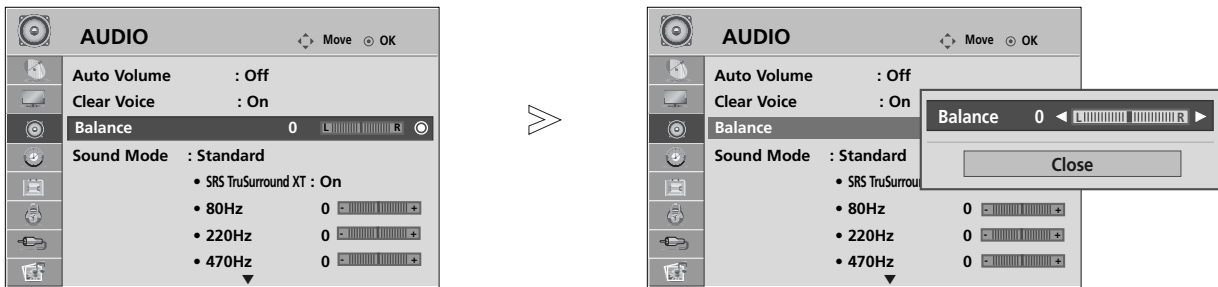 AUDIO Move OK
Auto Volume : Off
Clear Voice : On
Balance 0 L R
Sound Mode : Standard
• SRS TruSurround XT : On
• 80Hz 0 - +
• 220Hz 0 - +
• 470Hz 0 - +
AUDIO Move OK
Auto Volume : Off
Clear Voice : On
Balance
Sound Mode : Standard
• SRS TruSurroun
• 80Hz 0 - +
• 220Hz 0 - +
• 470Hz 0 - +
Balance 0 ◄ L R ►
Close